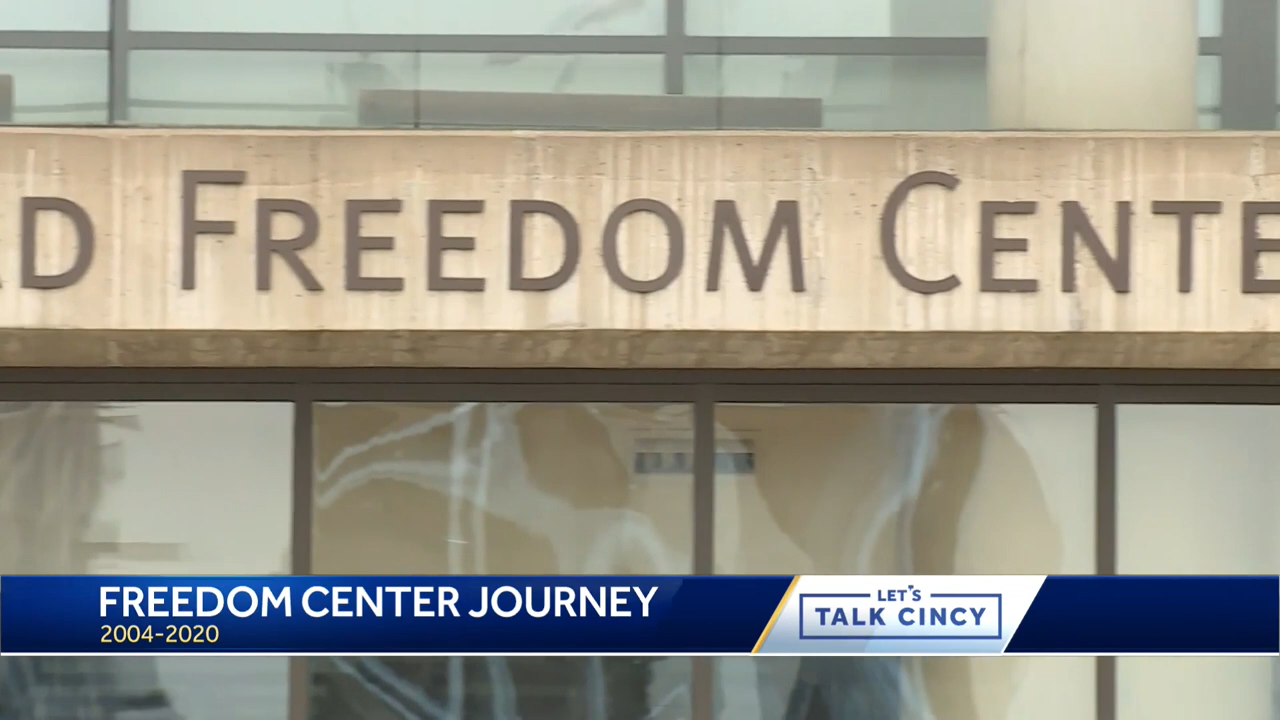 D FREEDOM CENTE
FREEDOM CENTER JOURNEY
2004-2020
LET'S
TALK CINCY